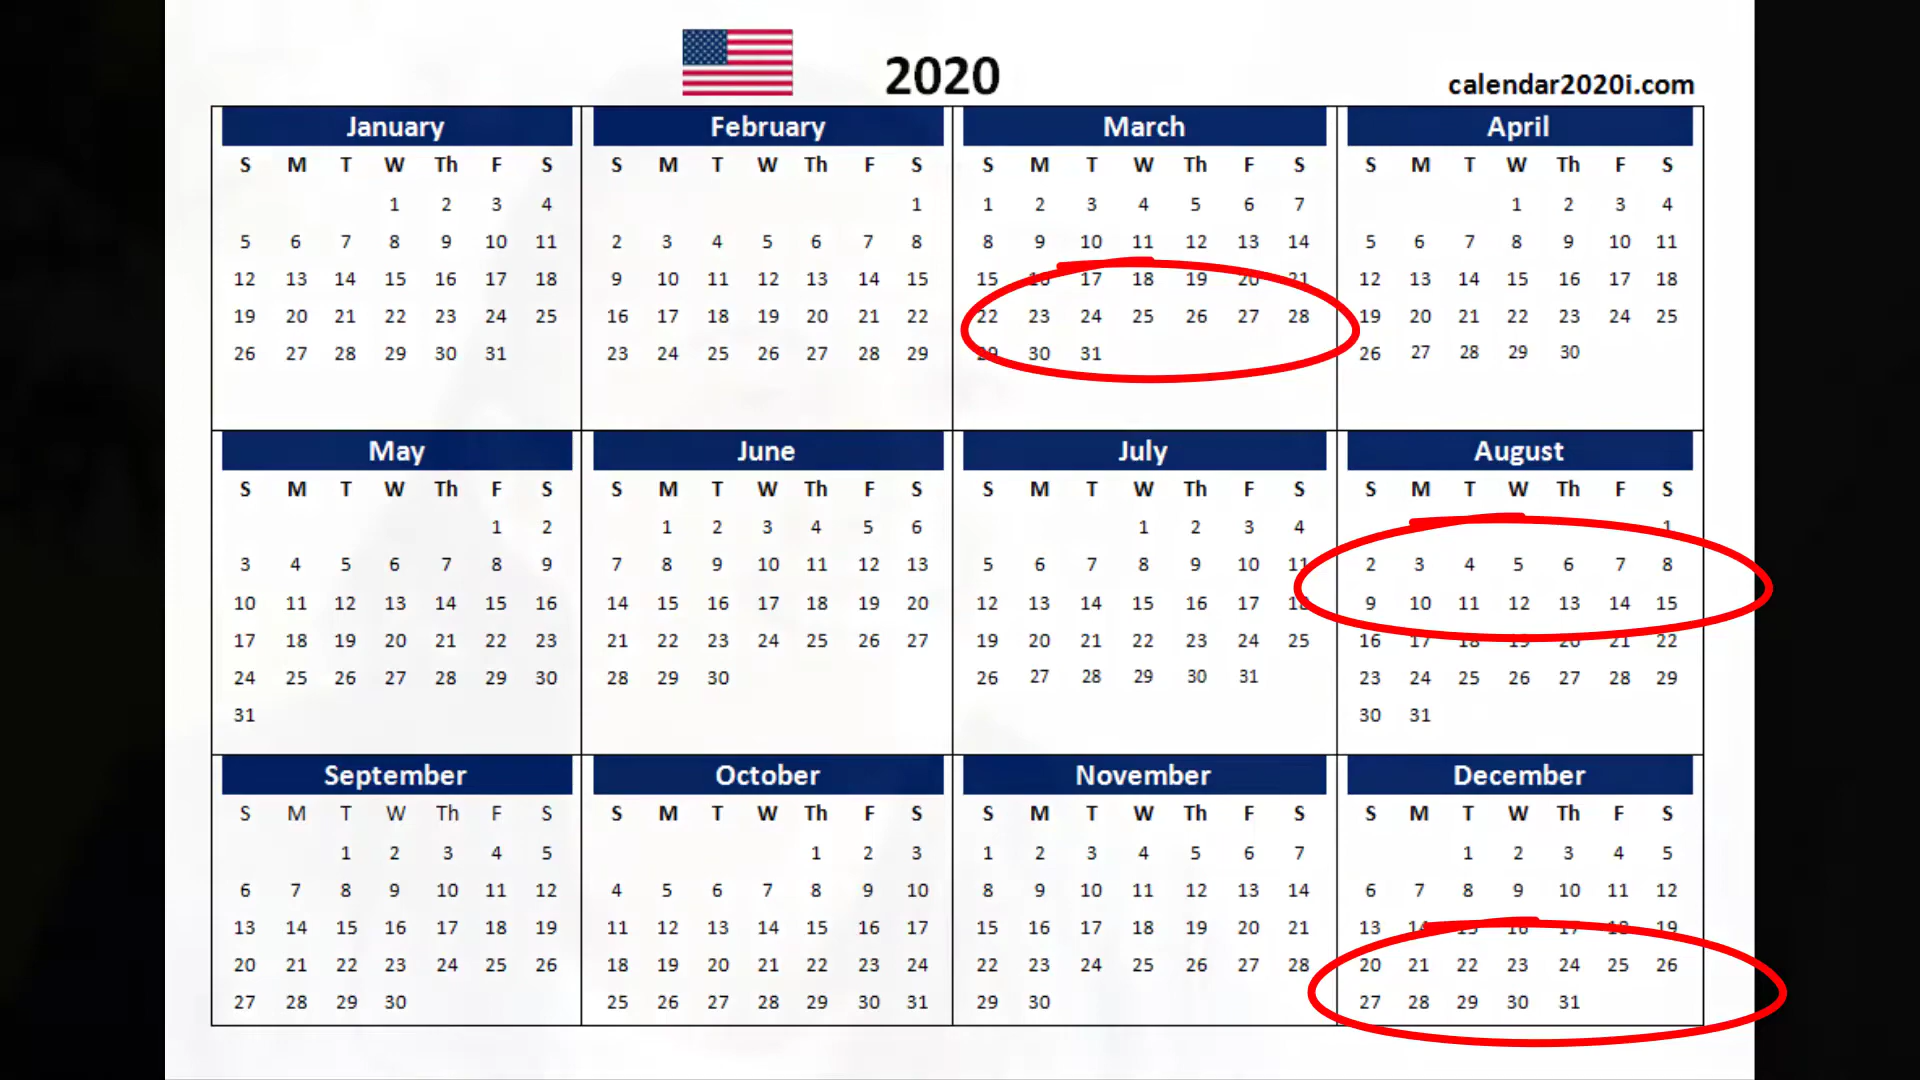 2020
calendar2020i.com
January February March April
S M T W Th F S S M T W Th F S S M T W Th F S S M T W Th F S
1 2 3 4 1 1 2 3 4 5 6 7 1 2 3 4
5 6 7 8 9 10 11 2 3 4 5 6 7 8 8 9 10 11 12 13 14 5 6 7 8 9 10 11
12 13 14 15 16 17 18 9 10 11 12 13 14 15 15 16 17 18 19 20 21 12 13 14 15 16 17 18
19 20 21 22 23 24 25 16 17 18 19 20 21 22 22 23 24 25 26 27 28 19 20 21 22 23 24 25
26 27 28 29 30 31 23 24 25 26 27 28 29 29 30 31 26 27 28 29 30
May June July August
S M T W Th F S S M T W Th F S S M T W Th F S S M T W Th F S
1 2 1 2 3 4 5 6 1 2 3 4 1
3 4 5 6 7 8 9 7 8 9 10 11 12 13 5 6 7 8 9 10 11 2 3 4 5 6 7 8
10 11 12 13 14 15 16 14 15 16 17 18 19 20 12 13 14 15 16 17 18 9 10 11 12 13 14 15
17 18 19 20 21 22 23 21 22 23 24 25 26 27 19 20 21 22 23 24 25 16 17 18 19 20 21 22
24 25 26 27 28 29 30 28 29 30 26 27 28 29 30 31 23 24 25 26 27 28 29
31 30 31
September October November December
S M T W Th F S S M T W Th F S S M T W Th F S S M T W Th F S
1 2 3 4 5 1 2 3 1 2 3 4 5 6 7 1 2 3 4 5
6 7 8 9 10 11 12 4 5 6 7 8 9 10 8 9 10 11 12 13 14 6 7 8 9 10 11 12
13 14 15 16 17 18 19 11 12 13 14 15 16 17 15 16 17 18 19 20 21 13 14 15 16 17 18 19
20 21 22 23 24 25 26 18 19 20 21 22 23 24 22 23 24 25 26 27 28 20 21 22 23 24 25 26
27 28 29 30 25 26 27 28 29 30 31 29 30 27 28 29 30 31